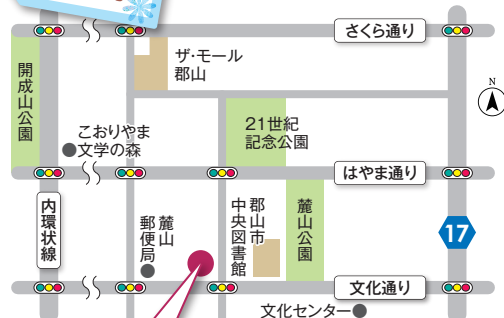 さくら通り
ザ・モール
郡山
開成山公園
N
21世紀
記念公園
こおりやま
文学の森
はやま通り
内環状線
麓山
郵便局
郡山市
中央図書館
麓山公園
17
文化通り
文化センター